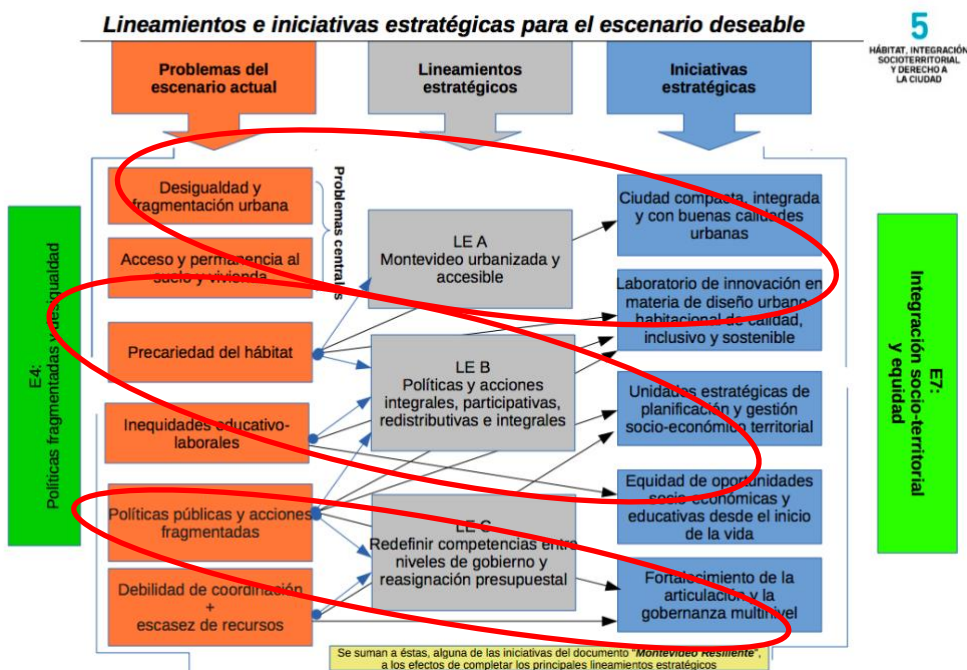 Lineamientos e iniciativas estratégicas para el escenario deseable
5
HÁBITAT, INTEGRACIÓN
SOCIOTERRITORIAL
Y DERECHO A
LA CIUDAD
Problemas del
escenario actual
Lineamientos
estratégicos
Iniciativas
estratégicas
E4:
Políticas fragmentadas y desigualdad
Desigualdad y
fragmentación urbana
Acceso y permanencia al
suelo y vivienda
Precariedad del hábitat
Inequidades educativo-
laborales
Políticas públicas y acciones
fragmentadas
Debilidad de coordinación
+
escasez de recursos
Problemas centrales
LE A
Montevideo urbanizada y
accesible
LE B
Políticas y acciones
integrales, participativas,
redistributivas e integrales
LE C
Redefinir competencias entre
niveles de gobierno y
reasignación presupuestal
Ciudad compacta, integrada
y con buenas calidades
urbanas
Laboratorio de innovación en
materia de diseño urbano-
habitacional de calidad,
inclusivo y sostenible
Unidades estratégicas de
planificación y gestión
socio-económico territorial
Equidad de oportunidades
socio-económicas y
educativas desde el inicio
de la vida
Fortalecimiento de la
articulación y la
gobernanza multinivel
E7:
Integración socio-territorial
y equidad
Se suman a éstas, alguna de las iniciativas del documento "Montevideo Resiliente",
a los efectos de completar los principales lineamientos estratégicos